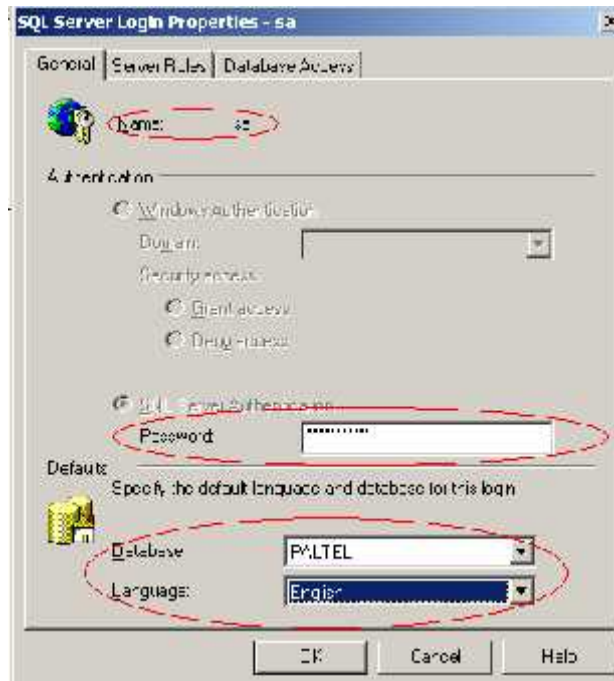 SQL Server Login Properties - sa
General Server Roles Database Access
Name: sa
Authentication
Windows Authentication
Domain:
Security access:
Grant access
Deny access
SQL Server Authentication
Password: **********
Defaults
Specify the default language and database for this login.
Database: PALTEL
Language: English
OK Cancel Help